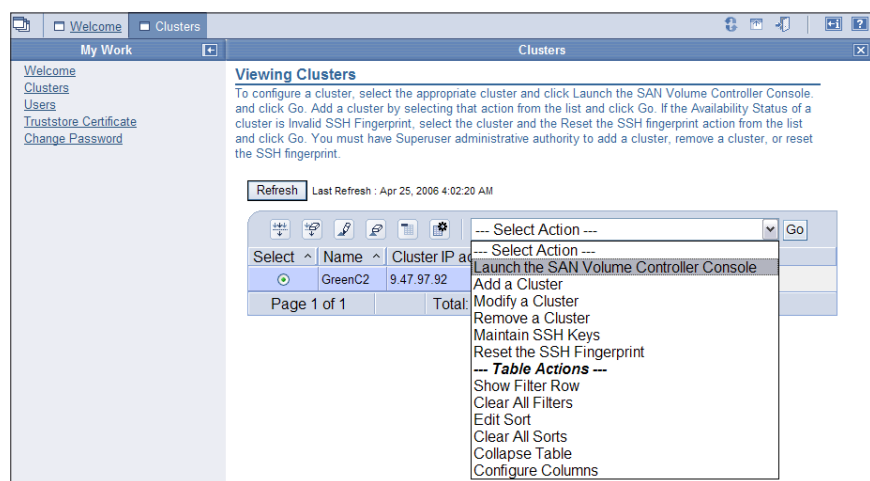 Welcome Clusters
My Work
Clusters
Welcome
Clusters
Users
Truststore Certificate
Change Password
Viewing Clusters
To configure a cluster, select the appropriate cluster and click Launch the SAN Volume Controller Console.
and click Go. Add a cluster by selecting that action from the list and click Go. If the Availability Status of a
cluster is Invalid SSH Fingerprint, select the cluster and the Reset the SSH fingerprint action from the list
and click Go. You must have Superuser administrative authority to add a cluster, remove a cluster, or reset
the SSH fingerprint.
Refresh Last Refresh : Apr 25, 2006 4:02:20 AM
--- Select Action --- Go
Select Name Cluster IP ad
GreenC2 9.47.97.92
Page 1 of 1 Total:
--- Select Action ---
Launch the SAN Volume Controller Console
Add a Cluster
Modify a Cluster
Remove a Cluster
Maintain SSH Keys
Reset the SSH Fingerprint
--- Table Actions ---
Show Filter Row
Clear All Filters
Edit Sort
Clear All Sorts
Collapse Table
Configure Columns